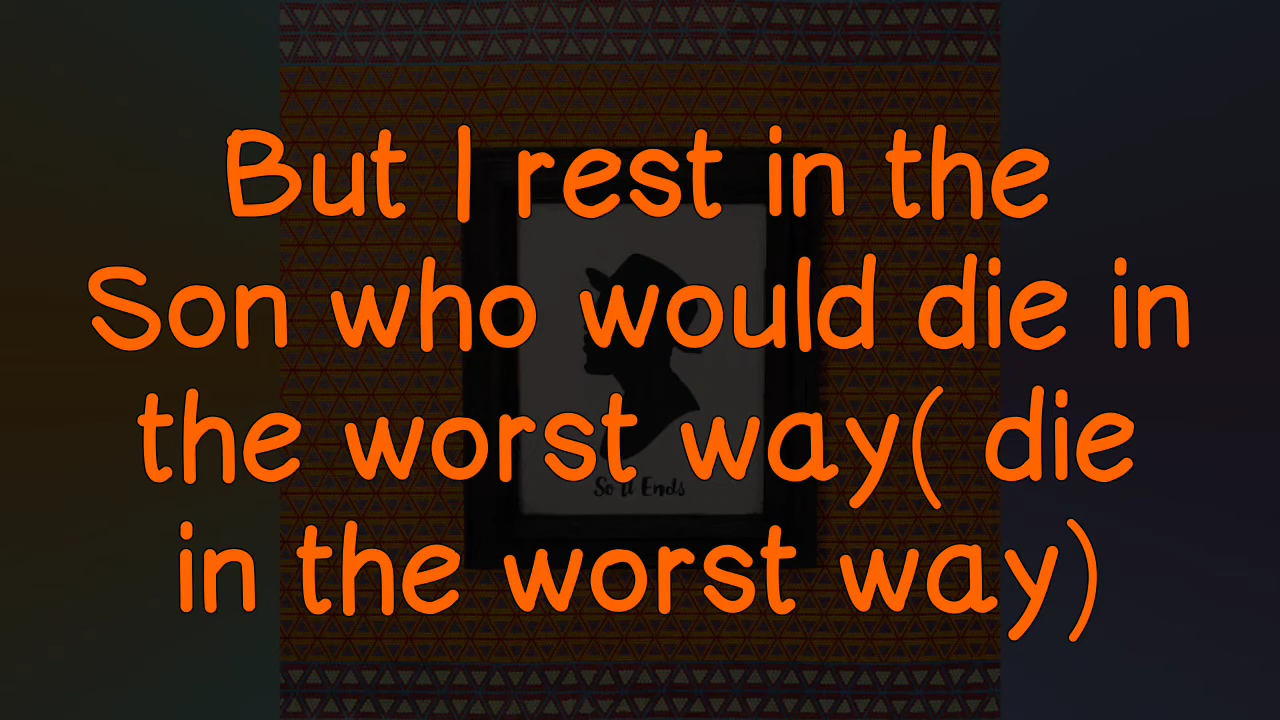 But I rest in the
Son who would die in
the worst way( die
in the worst way)
So It Ends